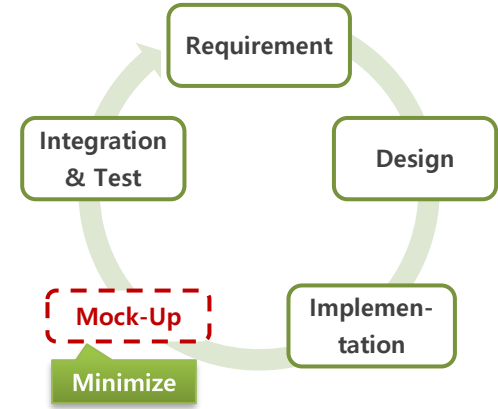 Requirement
Design
Implemen-
tation
Mock-Up
Minimize
Integration
& Test